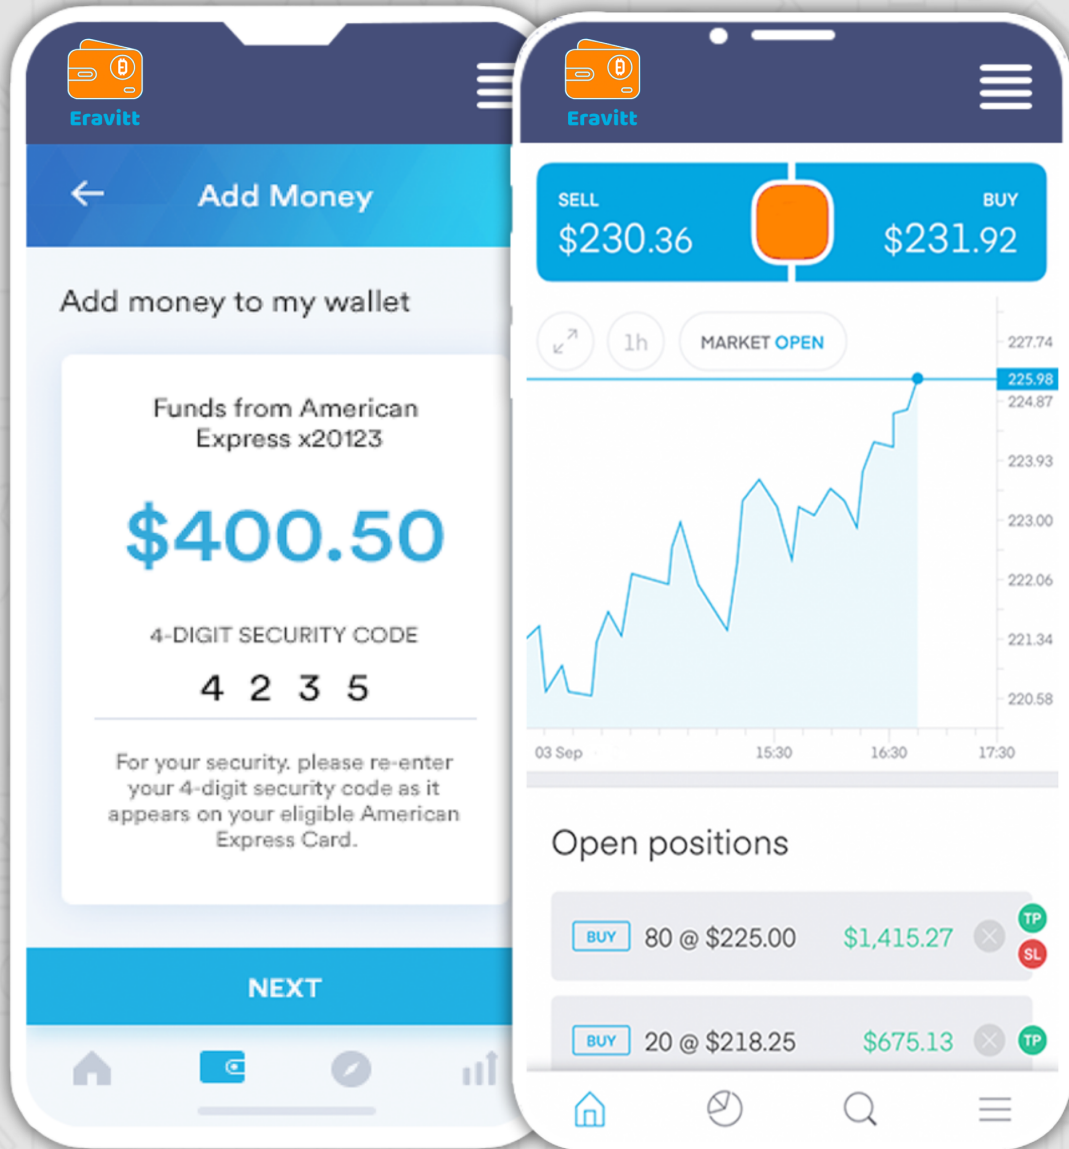 Eravitt
Add Money
Add money to my wallet
Funds from American
Express x20123
$400.50
4-DIGIT SECURITY CODE
4 2 3 5
For your security. please re-enter
your 4-digit security code as it
appears on your eligible American
Express Card.
NEXT
Eravitt
SELL
$230.36
BUY
$231.92
1h
MARKET OPEN
227.74
225.98
224.87
223.93
223.00
222.06
221.34
220.58
03 Sep
15:30
16:30
17:30
Open positions
BUY 80 @ $225.00 $1,415.27 TP
SL
BUY 20 @ $218.25 $675.13 TP